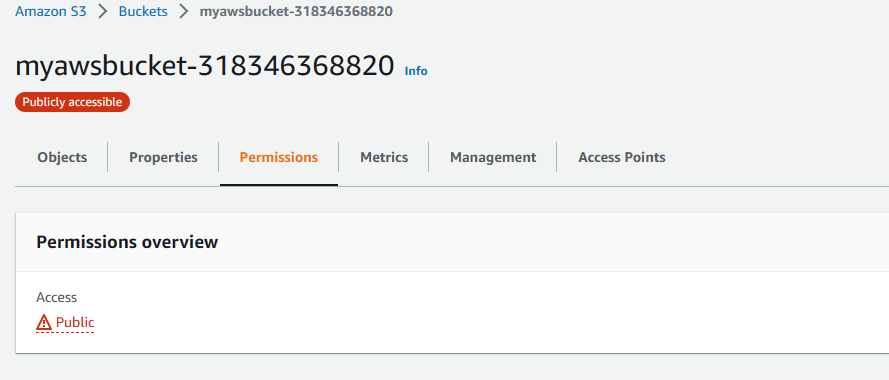 Amazon S3 > Buckets > myawsbucket-318346368820
myawsbucket-318346368820 Info
Publicly accessible
Objects Properties Permissions Metrics Management Access Points
Permissions overview
Access
Public